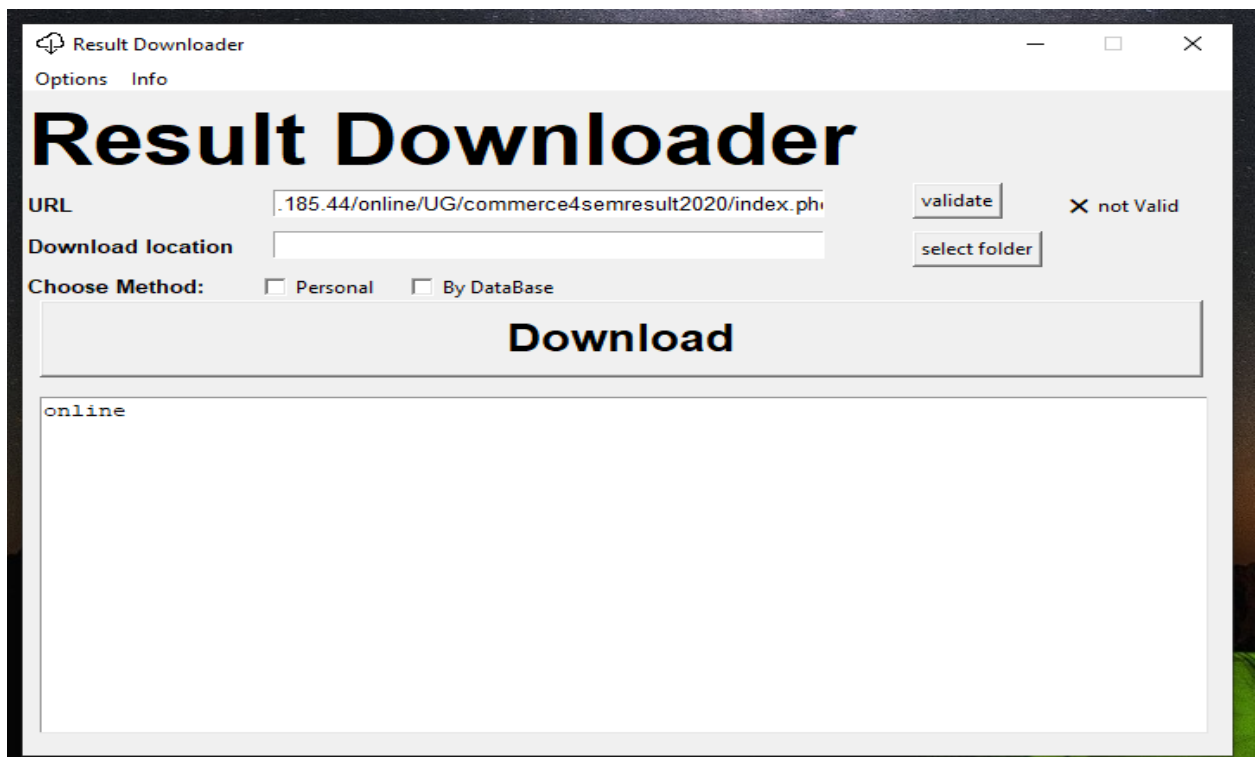 Result Downloader
Options Info
Result Downloader
URL .185.44/online/UG/commerce4semresult2020/index.ph validate not Valid
Download location select folder
Choose Method: Personal By DataBase
Download
online